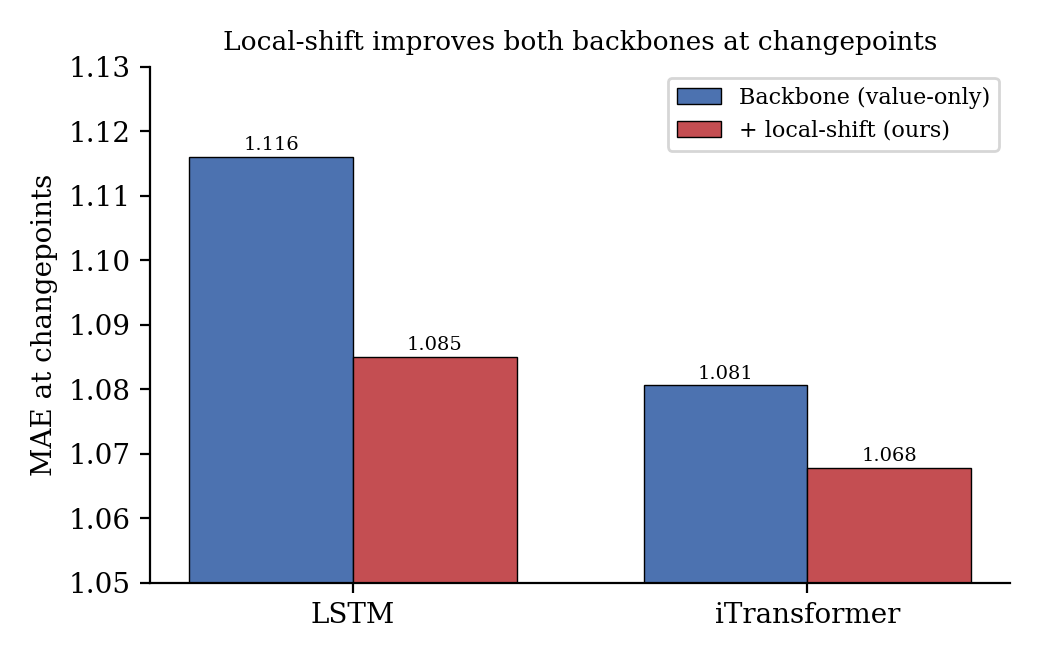 Local-shift improves both backbones at changepoints
MAE at changepoints
1.13
1.12
1.11
1.10
1.09
1.08
1.07
1.06
1.05
Backbone (value-only)
+ local-shift (ours)
1.116
1.085
1.081
1.068
LSTM
iTransformer